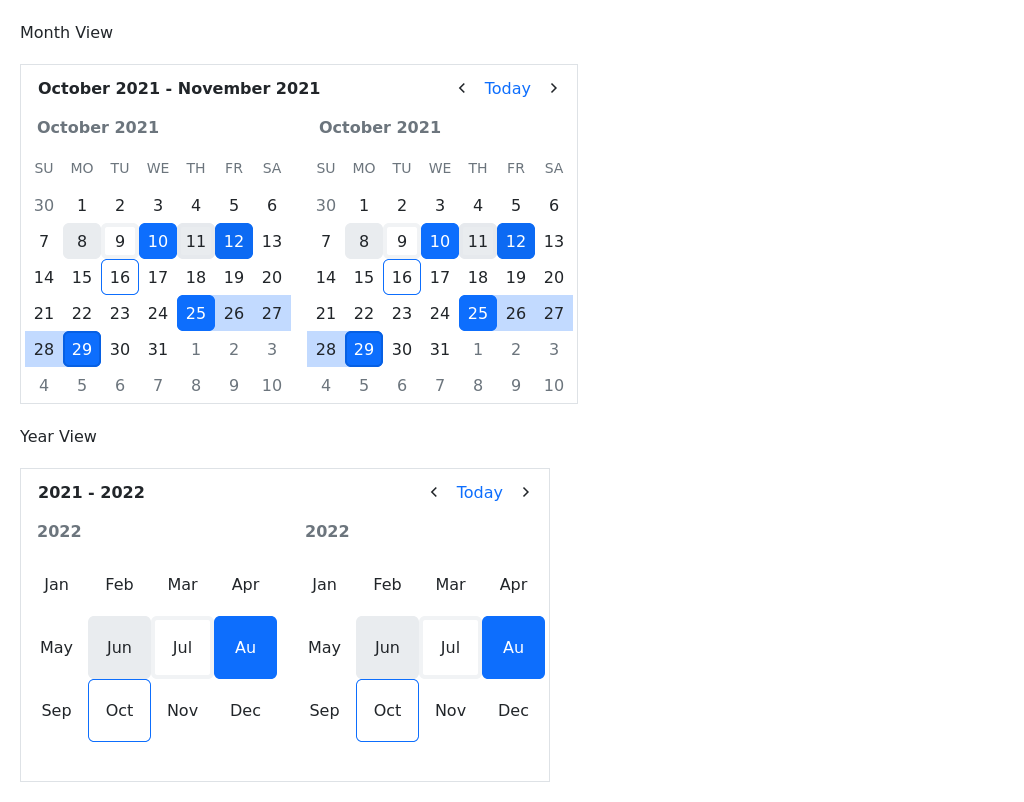 Month View
October 2021 - November 2021 Today
October 2021 October 2021
SU MO TU WE TH FR SA SU MO TU WE TH FR SA
30 1 2 3 4 5 6 30 1 2 3 4 5 6
7 8 9 10 11 12 13 7 8 9 10 11 12 13
14 15 16 17 18 19 20 14 15 16 17 18 19 20
21 22 23 24 25 26 27 21 22 23 24 25 26 27
28 29 30 31 1 2 3 28 29 30 31 1 2 3
4 5 6 7 8 9 10 4 5 6 7 8 9 10
Year View
2021 - 2022 Today
2022 2022
Jan Feb Mar Apr Jan Feb Mar Apr
May Jun Jul Au May Jun Jul Au
Sep Oct Nov Dec Sep Oct Nov Dec